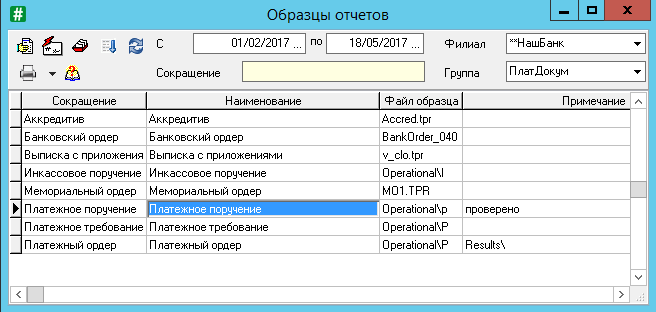 Образцы отчетов
С 01/02/2017 ... по 18/05/2017 ... Филиал **НашБанк
Сокращение Группа ПлатДокум
Сокращение Наименование Файл образца Примечание
Аккредитив Аккредитив Accred.tpr
Банковский ордер Банковский ордер BankOrder_040
Выписка с приложения Выписка с приложениями v_clo.tpr
Инкассовое поручение Инкассовое поручение Operational\I
Мемориальный ордер Мемориальный ордер MO1.TPR
Платежное поручение Платежное поручение Operational\p проверено
Платежное требование Платежное требование Operational\P
Платежный ордер Платежный ордер Operational\P Results\